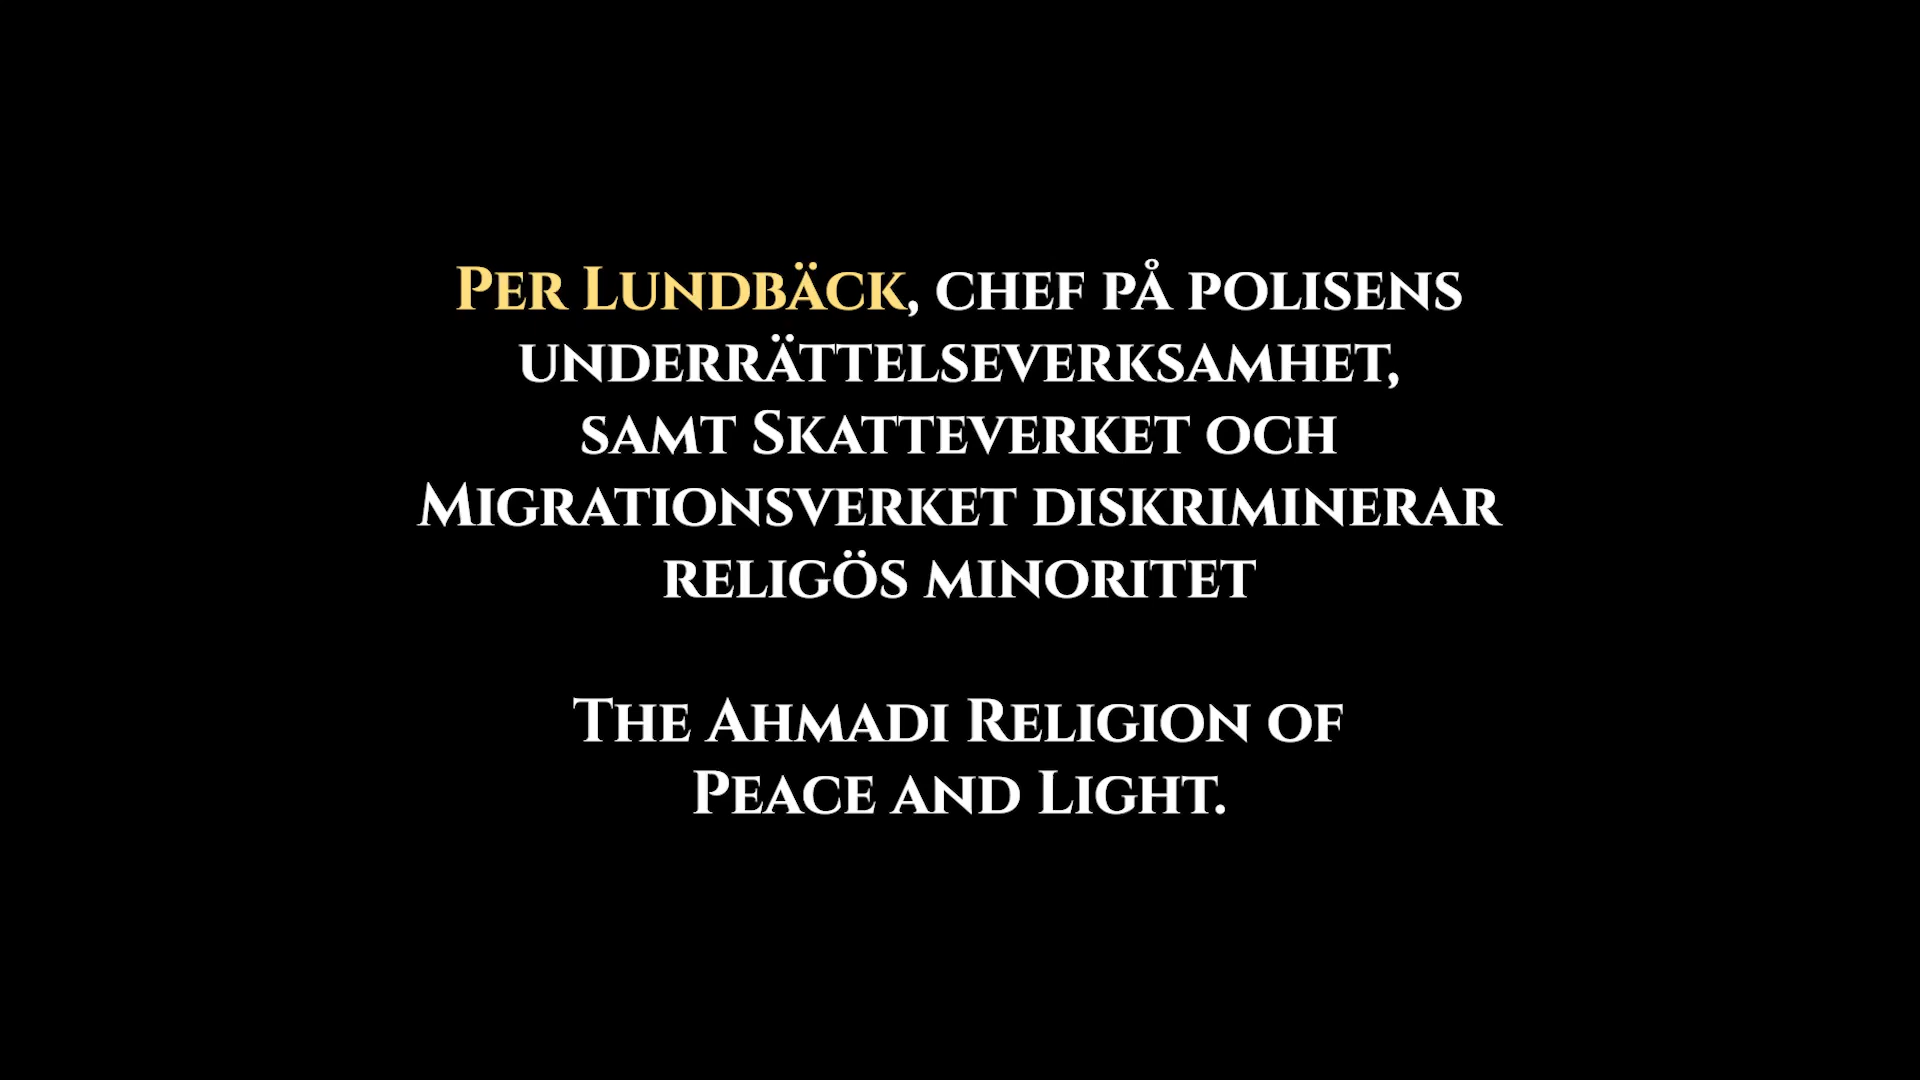 Per Lundbäck, chef på polisens
underrättelseverksamhet,
samt Skatteverket och
Migrationsverket diskriminerar
religös minoritet
The Ahmadi Religion of
Peace and Light.